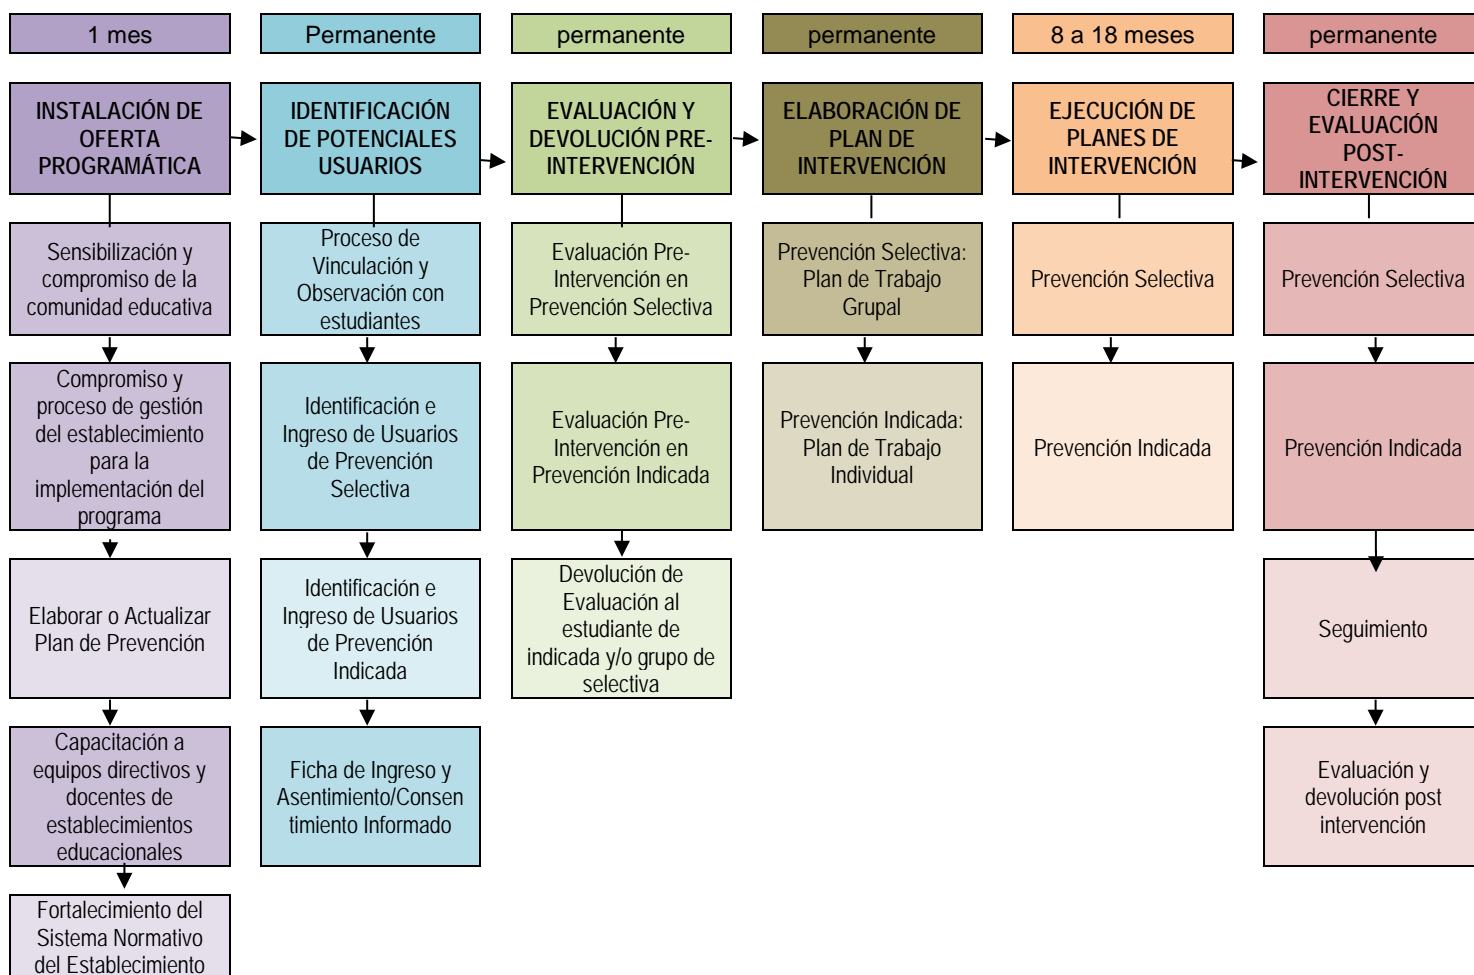 1 mes
Permanente
permanente
permanente
8 a 18 meses
permanente
INSTALACIÓN DE
OFERTA
PROGRAMÁTICA
IDENTIFICACIÓN
DE POTENCIALES
USUARIOS
EVALUACIÓN Y
DEVOLUCIÓN PRE-
INTERVENCIÓN
ELABORACIÓN DE
PLAN DE
INTERVENCIÓN
EJECUCIÓN DE
PLANES DE
INTERVENCIÓN
CIERRE Y
EVALUACIÓN
POST-
INTERVENCIÓN
Sensibilización y
compromiso de la
comunidad educativa
Proceso de
Vinculación y
Observación con
estudiantes
Evaluación Pre-
Intervención en
Prevención Selectiva
Prevención Selectiva:
Plan de Trabajo
Grupal
Prevención Selectiva
Prevención Selectiva
Compromiso y
proceso de gestión
del establecimiento
para la
implementación del
programa
Identificación e
Ingreso de Usuarios
de Prevención
Selectiva
Evaluación Pre-
Intervención en
Prevención Indicada
Prevención Indicada:
Plan de Trabajo
Individual
Prevención Indicada
Prevención Indicada
Elaborar o Actualizar
Plan de Prevención
Identificación e
Ingreso de Usuarios
de Prevención
Indicada
Devolución de
Evaluación al
estudiante de
indicada y/o grupo de
selectiva
Seguimiento
Capacitación a
equipos directivos y
docentes de
establecimientos
educacionales
Ficha de Ingreso y
Asentimiento/Consen
timiento Informado
Evaluación y
devolución post
intervención
Fortalecimiento del
Sistema Normativo
del Establecimiento